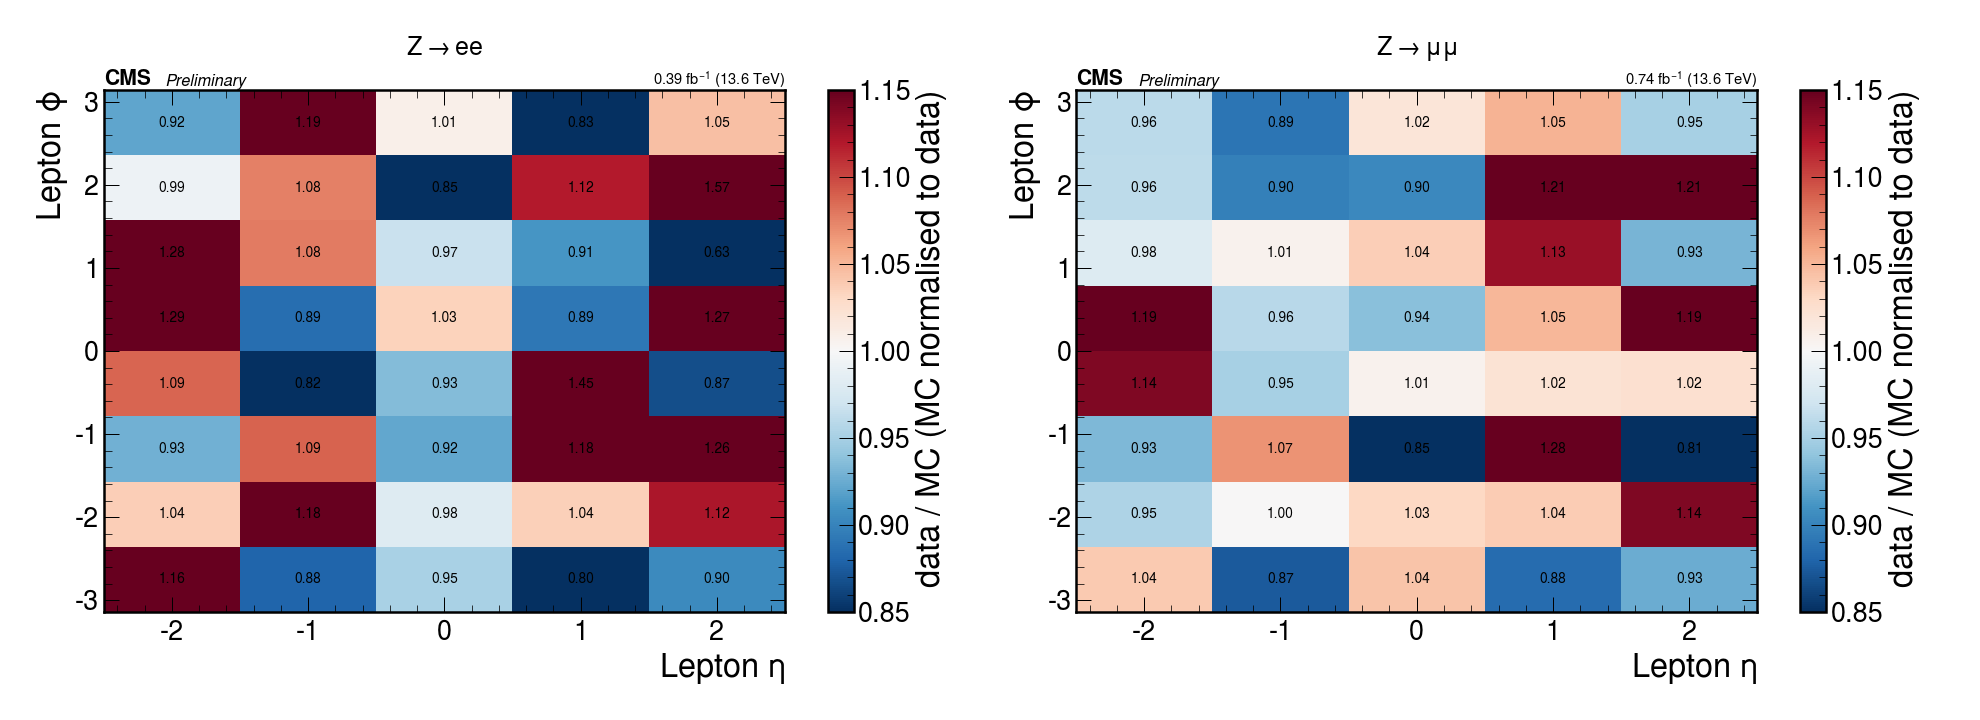 Z → ee
CMS Preliminary 0.39 fb⁻¹ (13.6 TeV)
Lepton ϕ
3
2
1
0
-1
-2
-3
0.92 1.19 1.01 0.83 1.05
0.99 1.08 0.85 1.12 1.57
1.28 1.08 0.97 0.91 0.63
1.29 0.89 1.03 0.89 1.27
1.09 0.82 0.93 1.45 0.87
0.93 1.09 0.92 1.18 1.26
1.04 1.18 0.98 1.04 1.12
1.16 0.88 0.95 0.80 0.90
-2 -1 0 1 2
Lepton η
1.15
1.10
1.05
1.00
0.95
0.90
0.85
data / MC (MC normalised to data)
Z → μμ
CMS Preliminary 0.74 fb⁻¹ (13.6 TeV)
Lepton ϕ
3
2
1
0
-1
-2
-3
0.96 0.89 1.02 1.05 0.95
0.96 0.90 0.90 1.21 1.21
0.98 1.01 1.04 1.13 0.93
1.19 0.96 0.94 1.05 1.19
1.14 0.95 1.01 1.02 1.02
0.93 1.07 0.85 1.28 0.81
0.95 1.00 1.03 1.04 1.14
1.04 0.87 1.04 0.88 0.93
-2 -1 0 1 2
Lepton η
1.15
1.10
1.05
1.00
0.95
0.90
0.85
data / MC (MC normalised to data)